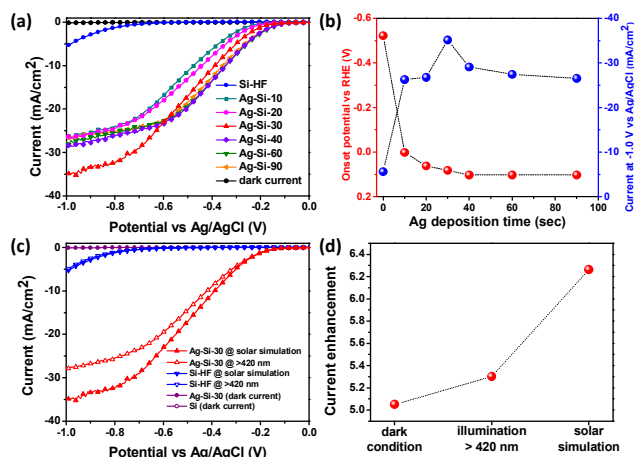 (a)
Current (mA/cm²)
0
-10
-20
-30
-40
Si-HF
Ag-Si-10
Ag-Si-20
Ag-Si-30
Ag-Si-40
Ag-Si-60
Ag-Si-90
dark current
-1.0 -0.8 -0.6 -0.4 -0.2 0.0
Potential vs Ag/AgCl (V)
(b)
Onset potential vs RHE (V)
-0.6
-0.4
-0.2
0.0
0.2
0 20 40 60 80 100
Ag deposition time (sec)
-40
-30
-20
-10
0
Current at -1.0 V vs Ag/AgCl (mA/cm²)
(c)
Current (mA/cm²)
0
-10
-20
-30
-40
Ag-Si-30 @ solar simulation
Ag-Si-30 @ >420 nm
Si-HF @ solar simulation
Si-HF @ >420 nm
Ag-Si-30 (dark current)
Si (dark current)
-1.0 -0.8 -0.6 -0.4 -0.2 0.0
Potential vs Ag/AgCl (V)
(d)
Current enhancement
6.4
6.2
6.0
5.8
5.6
5.4
5.2
5.0
dark condition
illumination > 420 nm
solar simulation